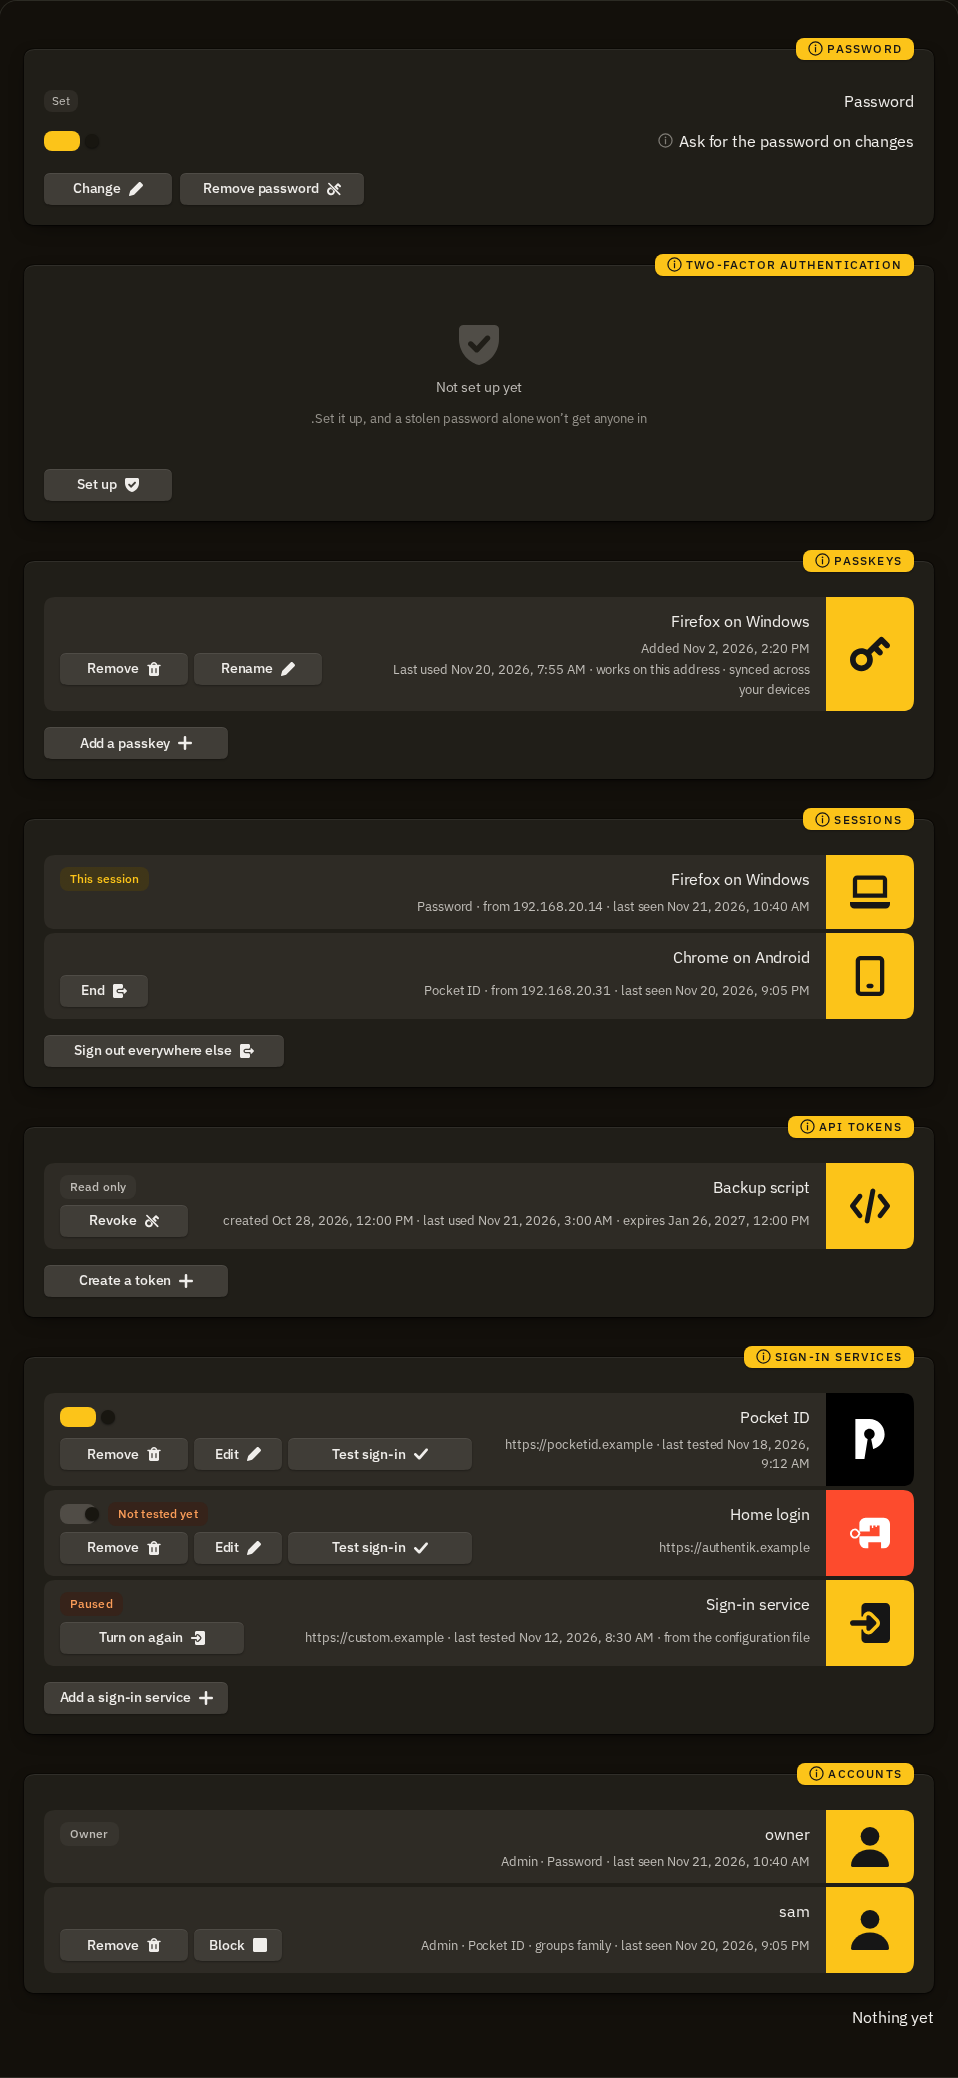 PASSWORD
Password
Set
Ask for the password on changes
Change
Remove password
TWO-FACTOR AUTHENTICATION
Not set up yet
.Set it up, and a stolen password alone won't get anyone in
Set up
PASSKEYS
Firefox on Windows
Added Nov 2, 2026, 2:20 PM
Last used Nov 20, 2026, 7:55 AM · works on this address · synced across
your devices
Rename
Remove
Add a passkey
SESSIONS
Firefox on Windows
This session
Password · from 192.168.20.14 · last seen Nov 21, 2026, 10:40 AM
Chrome on Android
Pocket ID · from 192.168.20.31 · last seen Nov 20, 2026, 9:05 PM
End
Sign out everywhere else
API TOKENS
Backup script
Read only
created Oct 28, 2026, 12:00 PM · last used Nov 21, 2026, 3:00 AM · expires Jan 26, 2027, 12:00 PM
Revoke
Create a token
SIGN-IN SERVICES
Pocket ID
https://pocketid.example · last tested Nov 18, 2026,
9:12 AM
Test sign-in
Edit
Remove
Home login
Not tested yet
https://authentik.example
Test sign-in
Edit
Remove
Sign-in service
Paused
https://custom.example · last tested Nov 12, 2026, 8:30 AM · from the configuration file
Turn on again
Add a sign-in service
ACCOUNTS
owner
Owner
Admin · Password · last seen Nov 21, 2026, 10:40 AM
sam
Admin · Pocket ID · groups family · last seen Nov 20, 2026, 9:05 PM
Block
Remove
Nothing yet